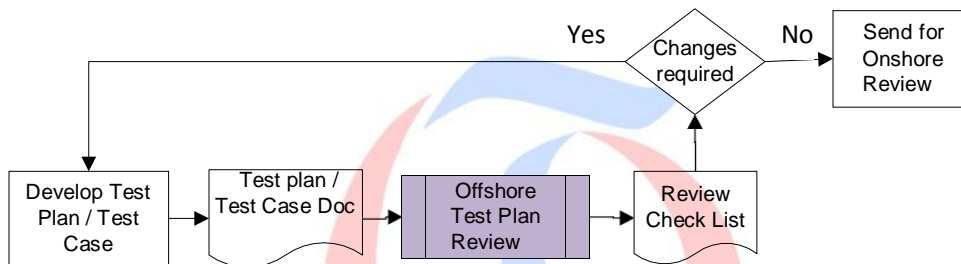 Yes
Changes
required
No
Send for
Onshore
Review
Develop Test
Plan / Test
Case
Test plan /
Test Case Doc
Offshore
Test Plan
Review
Review
Check List